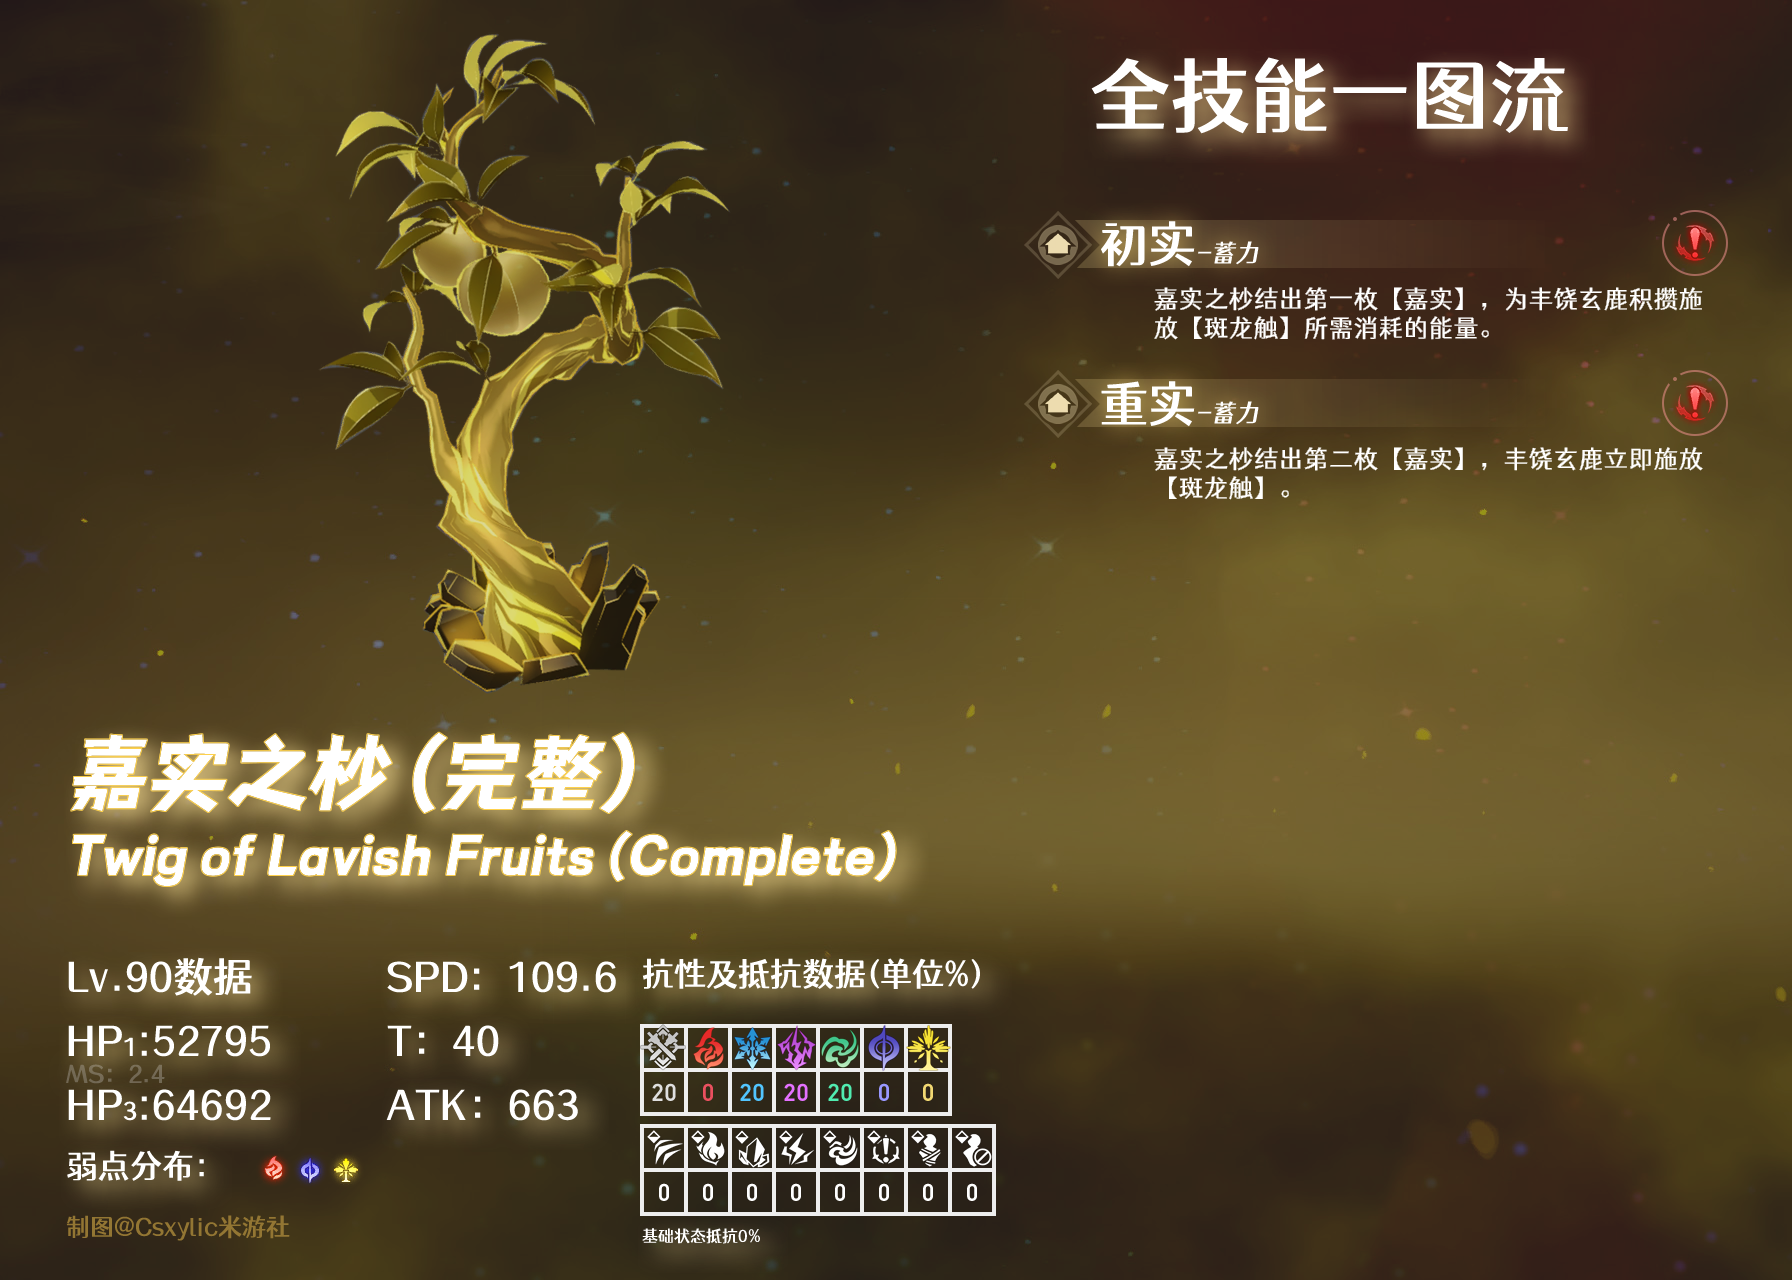 全技能一图流
初实-蓄力
嘉实之杪结出第一枚【嘉实】，为丰饶玄鹿积攒施
放【斑龙触】所需消耗的能量。
重实-蓄力
嘉实之杪结出第二枚【嘉实】，丰饶玄鹿立即施放
【斑龙触】。
嘉实之杪（完整）
Twig of Lavish Fruits (Complete)
Lv.90数据
SPD: 109.6
HP1:52795
T: 40
MS: 2.4
HP3:64692
ATK: 663
弱点分布：
制图@Csxylic米游社
抗性及抵抗数据(单位%)
20 0 20 20 20 0 0
0 0 0 0 0 0 0 0
基础状态抵抗0%